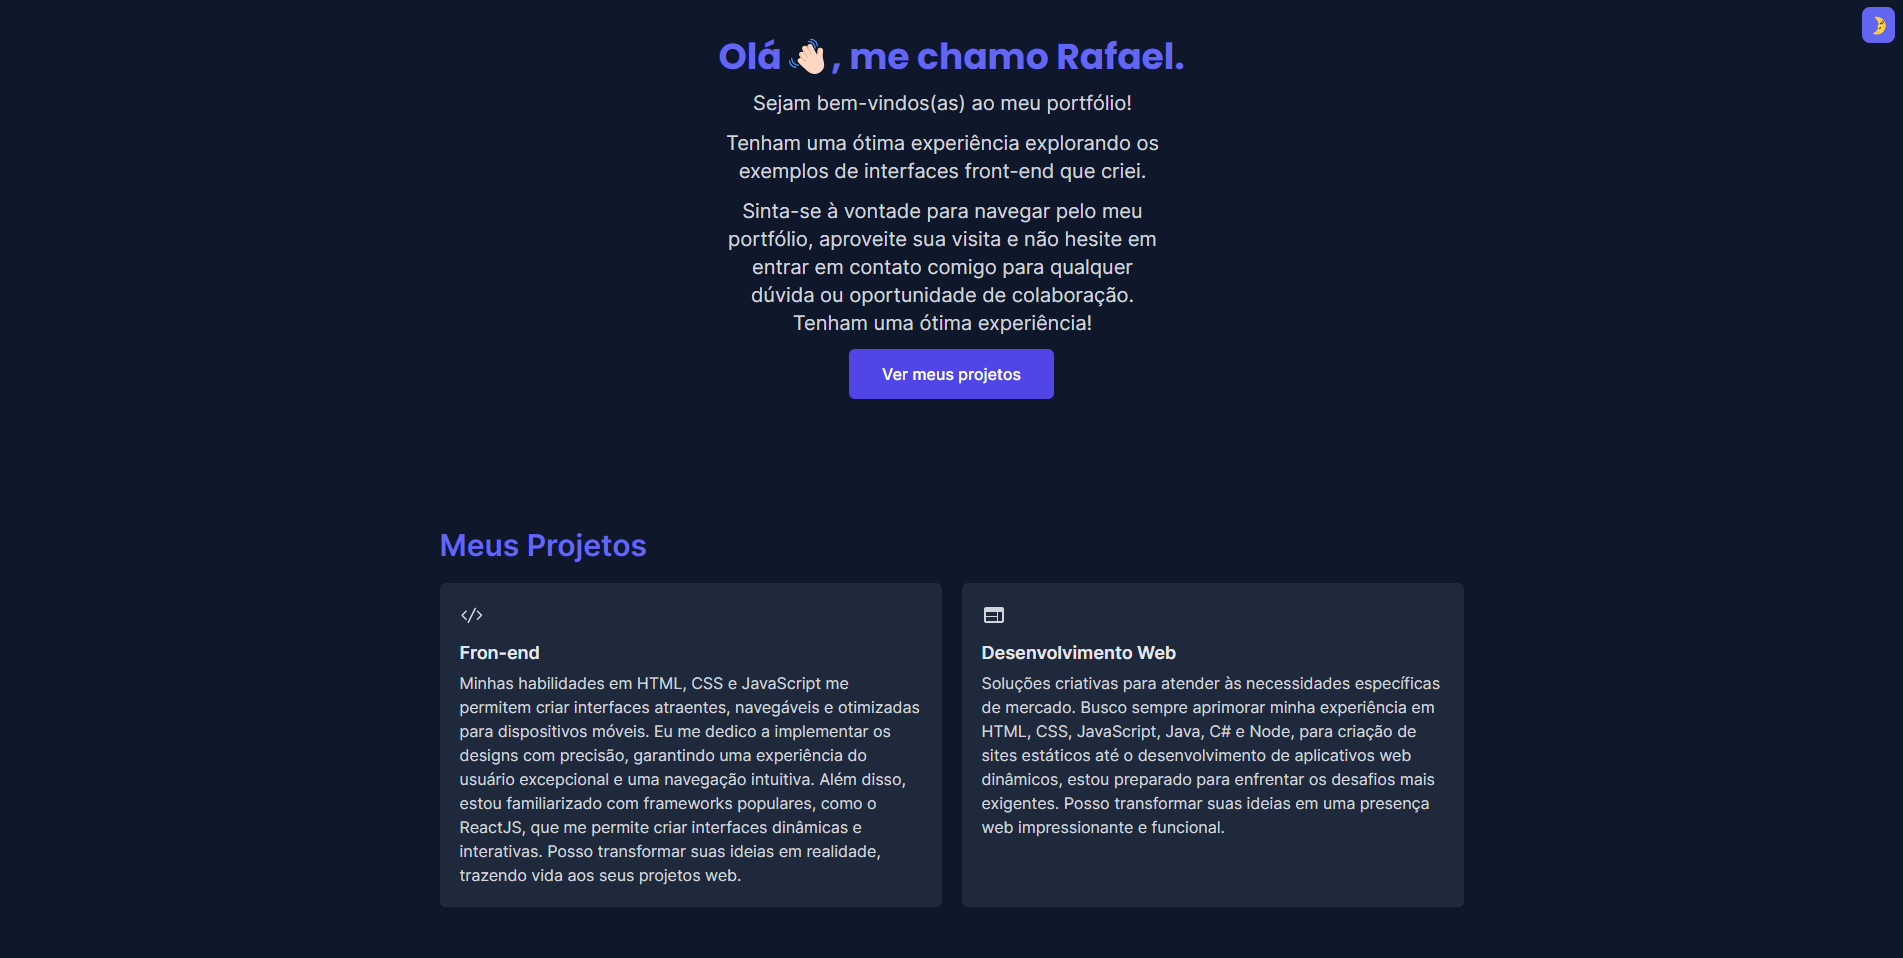 Olá 👋🏻, me chamo Rafael.
Sejam bem-vindos(as) ao meu portfólio!
Tenham uma ótima experiência explorando os
exemplos de interfaces front-end que criei.
Sinta-se à vontade para navegar pelo meu
portfólio, aproveite sua visita e não hesite em
entrar em contato comigo para qualquer
dúvida ou oportunidade de colaboração.
Tenham uma ótima experiência!
Ver meus projetos
Meus Projetos
Fron-end
Minhas habilidades em HTML, CSS e JavaScript me
permitem criar interfaces atraentes, navegáveis e otimizadas
para dispositivos móveis. Eu me dedico a implementar os
designs com precisão, garantindo uma experiência do
usuário excepcional e uma navegação intuitiva. Além disso,
estou familiarizado com frameworks populares, como o
ReactJS, que me permite criar interfaces dinâmicas e
interativas. Posso transformar suas ideias em realidade,
trazendo vida aos seus projetos web.
Desenvolvimento Web
Soluções criativas para atender às necessidades específicas
de mercado. Busco sempre aprimorar minha experiência em
HTML, CSS, JavaScript, Java, C# e Node, para criação de
sites estáticos até o desenvolvimento de aplicativos web
dinâmicos, estou preparado para enfrentar os desafios mais
exigentes. Posso transformar suas ideias em uma presença
web impressionante e funcional.